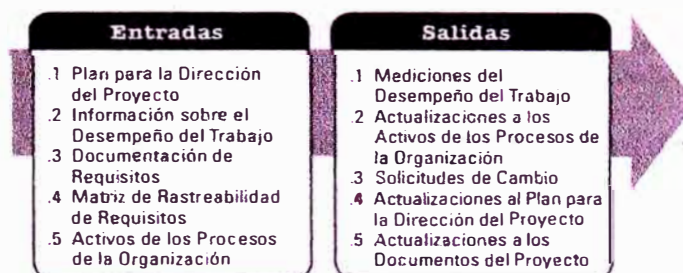 Entradas
.1 Plan para la Dirección
del Proyecto
.2 Información sobre el
Desempeño del Trabajo
.3 Documentación de
Requisitos
.4 Matriz de Rastreabilidad
de Requisitos
.5 Activos de los Procesos
de la Organización
Salidas
.1 Mediciones del
Desempeño del Trabajo
.2 Actualizaciones a los
Activos de los Procesos de
la Organización
.3 Solicitudes de Cambio
.4 Actualizaciones al Plan para
la Dirección del Proyecto
.5 Actualizaciones a los
Documentos del Proyecto